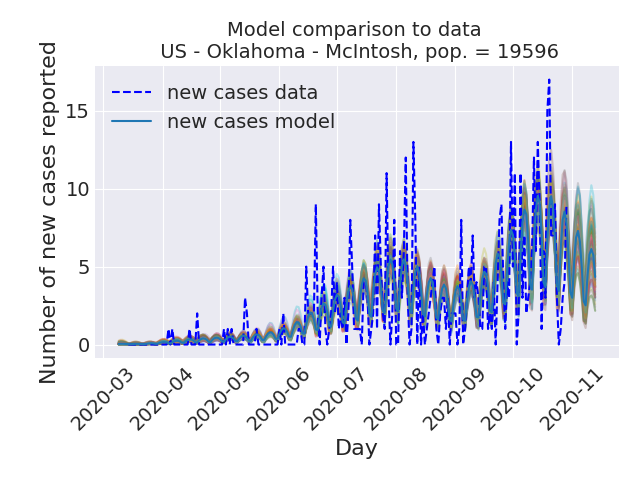 Model comparison to data
US - Oklahoma - McIntosh, pop. = 19596
Number of new cases reported
15
10
5
0
new cases data
new cases model
2020-03
2020-04
2020-05
2020-06
2020-07
2020-08
2020-09
2020-10
2020-11
Day